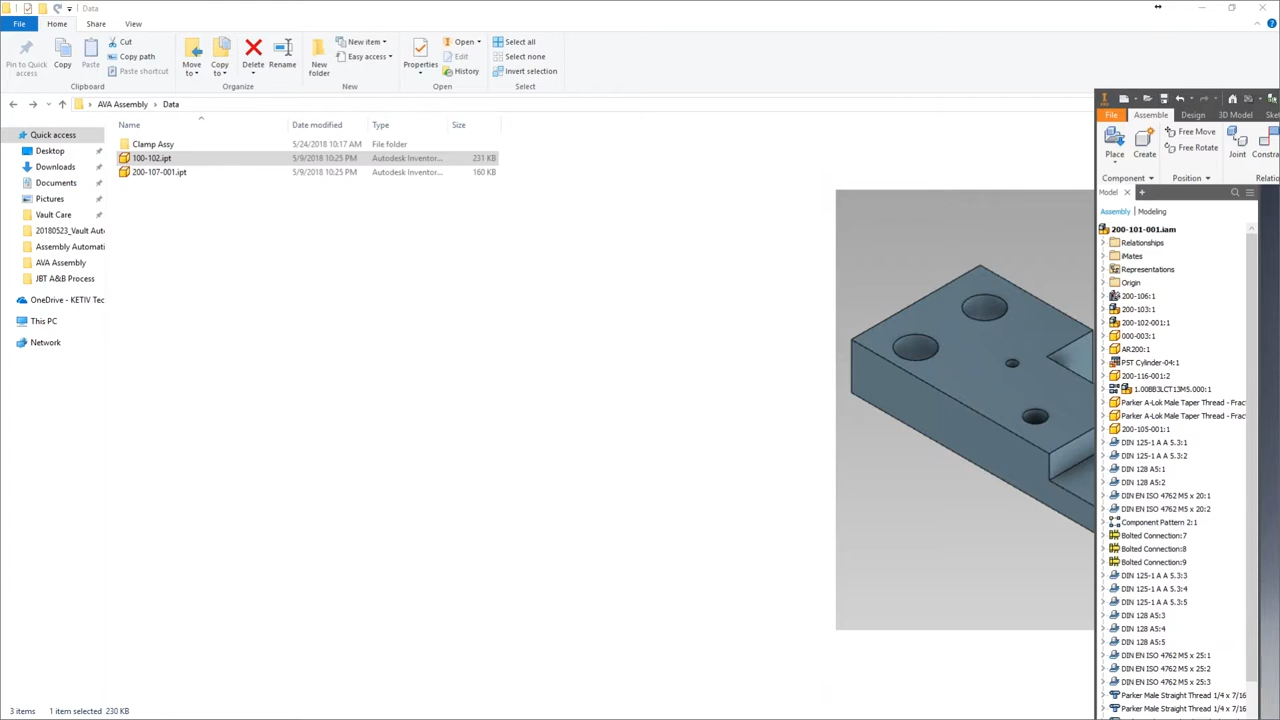 Data
File Home Share View
Pin to Quick access
Copy
Paste
Cut
Copy path
Paste shortcut
Clipboard
Move to
Copy to
Delete
Rename
Organize
New folder
New item
Easy access
New
Properties
Open
Edit
History
Open
Select all
Select none
Invert selection
Select
AVA Assembly > Data
Name Date modified Type Size
Clamp Assy 5/24/2018 10:17 AM File folder
100-102.ipt 5/9/2018 10:25 PM Autodesk Inventor... 231 KB
200-107-001.ipt 5/9/2018 10:25 PM Autodesk Inventor... 160 KB
Quick access
Desktop
Downloads
Documents
Pictures
Vault Care
20180523_Vault Aut
Assembly Automati
AVA Assembly
JBT A&B Process
OneDrive - KETIV Tec
This PC
Network
3 items 1 item selected 230 KB
File Assemble Design 3D Model Sket
Place
Create
Free Move
Free Rotate
Joint
Constra
Component Position Relatio
Model
Assembly | Modeling
200-101-001.iam
Relationships
iMates
Representations
Origin
200-106:1
200-103:1
200-102-001:1
000-003:1
AR200:1
PST Cylinder-04:1
200-116-001:2
1.00BB3LCT13M5.000:1
Parker A-Lok Male Taper Thread - Frac
Parker A-Lok Male Taper Thread - Frac
200-105-001:1
DIN 125-1 A A 5.3:1
DIN 125-1 A A 5.3:2
DIN 128 A5:1
DIN 128 A5:2
DIN EN ISO 4762 M5 x 20:1
DIN EN ISO 4762 M5 x 20:2
Component Pattern 2:1
Bolted Connection:7
Bolted Connection:8
Bolted Connection:9
DIN 125-1 A A 5.3:3
DIN 125-1 A A 5.3:4
DIN 125-1 A A 5.3:5
DIN 128 A5:3
DIN 128 A5:4
DIN 128 A5:5
DIN EN ISO 4762 M5 x 25:1
DIN EN ISO 4762 M5 x 25:2
DIN EN ISO 4762 M5 x 25:3
Parker Male Straight Thread 1/4 x 7/16
Parker Male Straight Thread 1/4 x 7/16